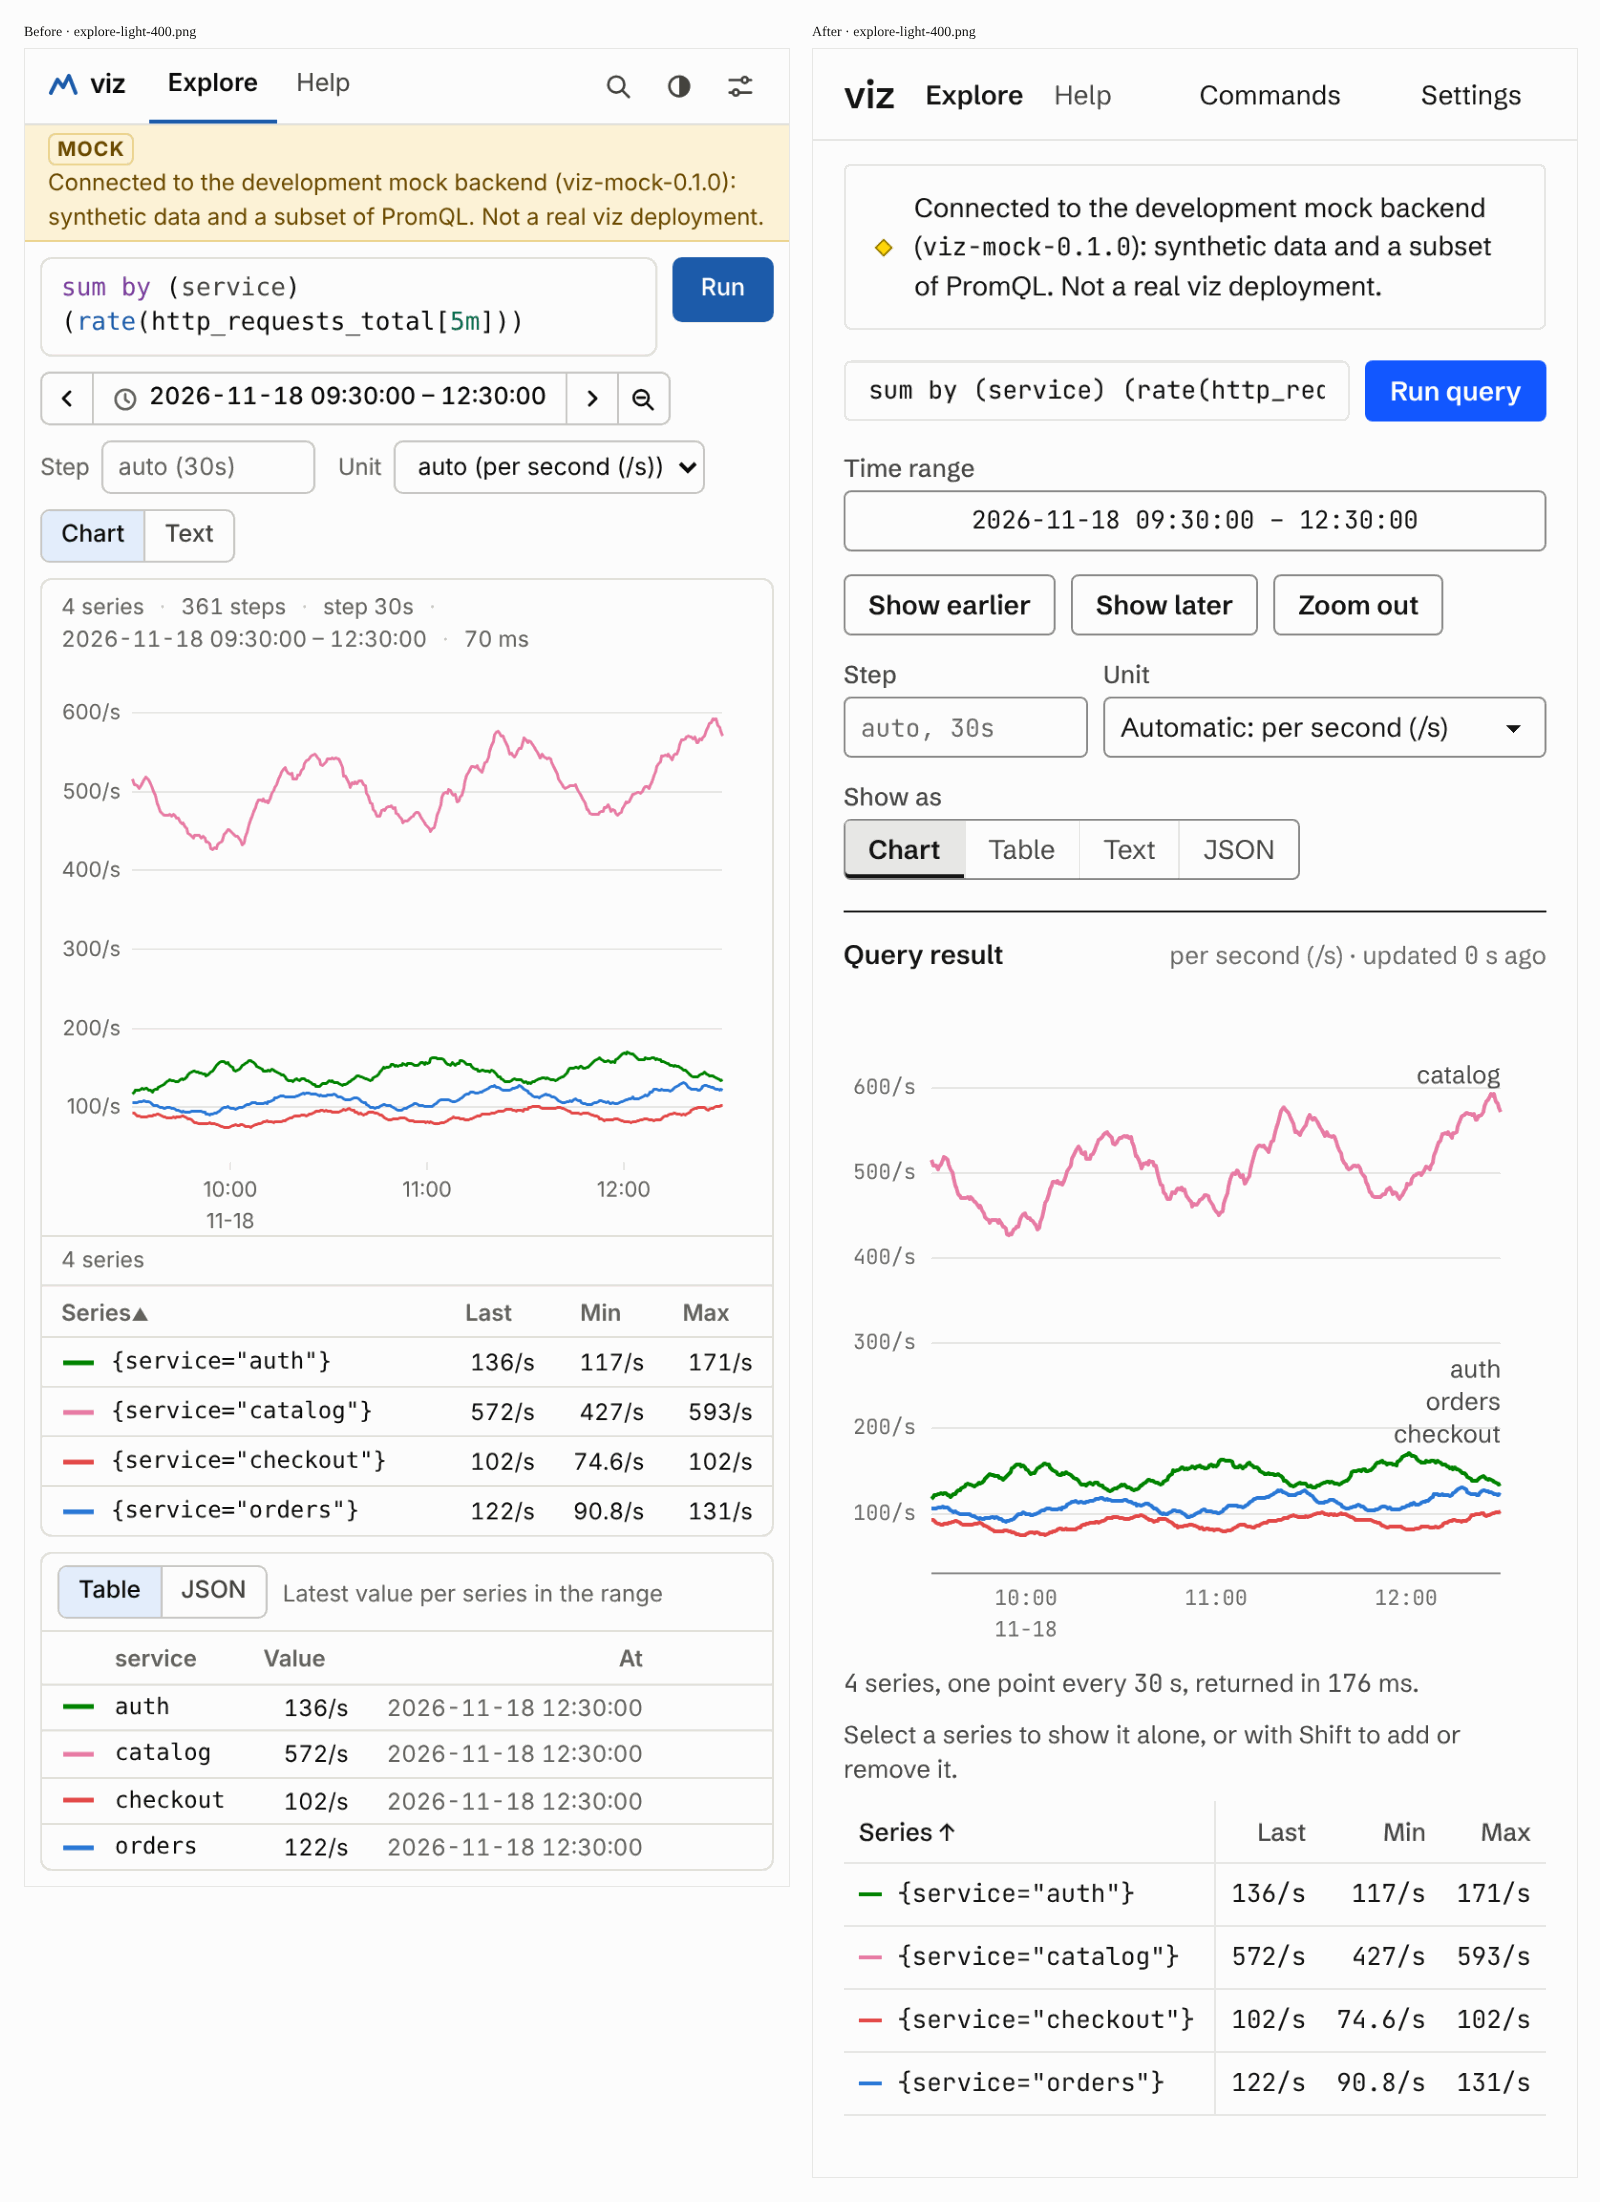 Before · explore-light-400.png
viz Explore Help
MOCK
Connected to the development mock backend (viz-mock-0.1.0):
synthetic data and a subset of PromQL. Not a real viz deployment.
sum by (service)
(rate(http_requests_total[5m]))
Run
2026-11-18 09:30:00 – 12:30:00
Step auto (30s) Unit auto (per second (/s))
Chart Text
4 series · 361 steps · step 30s ·
2026-11-18 09:30:00 – 12:30:00 · 70 ms
600/s
500/s
400/s
300/s
200/s
100/s
10:00 11:00 12:00
11-18
4 series
Series▲ Last Min Max
{service="auth"} 136/s 117/s 171/s
{service="catalog"} 572/s 427/s 593/s
{service="checkout"} 102/s 74.6/s 102/s
{service="orders"} 122/s 90.8/s 131/s
Table JSON Latest value per series in the range
service Value At
auth 136/s 2026-11-18 12:30:00
catalog 572/s 2026-11-18 12:30:00
checkout 102/s 2026-11-18 12:30:00
orders 122/s 2026-11-18 12:30:00
After · explore-light-400.png
viz Explore Help Commands Settings
Connected to the development mock backend
(viz-mock-0.1.0): synthetic data and a subset
of PromQL. Not a real viz deployment.
sum by (service) (rate(http_req
Run query
Time range
2026-11-18 09:30:00 – 12:30:00
Show earlier Show later Zoom out
Step Unit
auto, 30s Automatic: per second (/s)
Show as
Chart Table Text JSON
Query result per second (/s) · updated 0 s ago
catalog
600/s
500/s
400/s
300/s
auth
orders
200/s checkout
100/s
10:00 11:00 12:00
11-18
4 series, one point every 30 s, returned in 176 ms.
Select a series to show it alone, or with Shift to add or
remove it.
Series ↑ Last Min Max
{service="auth"} 136/s 117/s 171/s
{service="catalog"} 572/s 427/s 593/s
{service="checkout"} 102/s 74.6/s 102/s
{service="orders"} 122/s 90.8/s 131/s